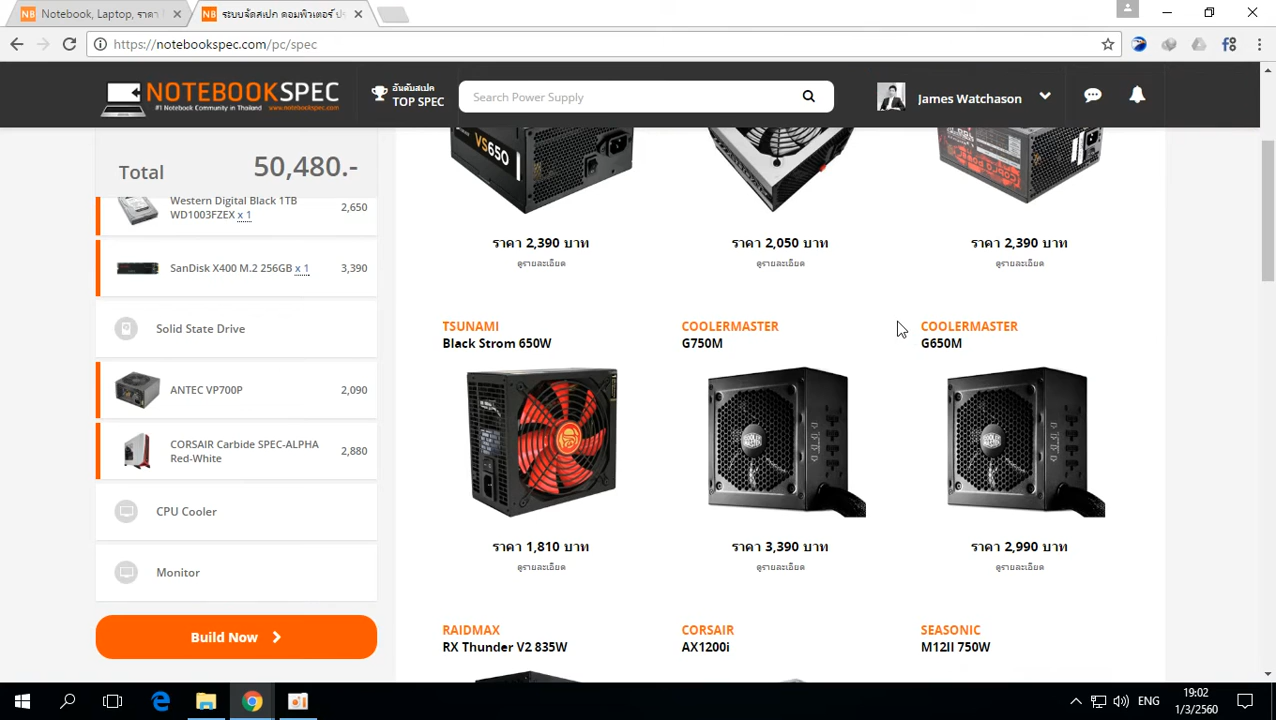 Notebook, Laptop, ราคา
ระบบจัดสเปก คอมพิวเตอร์ ปร
https://notebookspec.com/pc/spec
NOTEBOOKSPEC
#1 Notebook Community in Thailand www.notebookspec.com
อันดับสเปค
TOP SPEC
Search Power Supply
James Watchason
Total 50,480.-
Western Digital Black 1TB
WD1003FZEX x 1 2,650
SanDisk X400 M.2 256GB x 1 3,390
Solid State Drive
ANTEC VP700P 2,090
CORSAIR Carbide SPEC-ALPHA
Red-White 2,880
CPU Cooler
Monitor
Build Now
VS650
ราคา 2,390 บาท
ดูรายละเอียด
ราคา 2,050 บาท
ดูรายละเอียด
ราคา 2,390 บาท
ดูรายละเอียด
TSUNAMI
Black Strom 650W
ราคา 1,810 บาท
ดูรายละเอียด
COOLERMASTER
G750M
ราคา 3,390 บาท
ดูรายละเอียด
COOLERMASTER
G650M
ราคา 2,990 บาท
ดูรายละเอียด
RAIDMAX
RX Thunder V2 835W
CORSAIR
AX1200i
SEASONIC
M12II 750W
ENG
19:02
1/3/2560